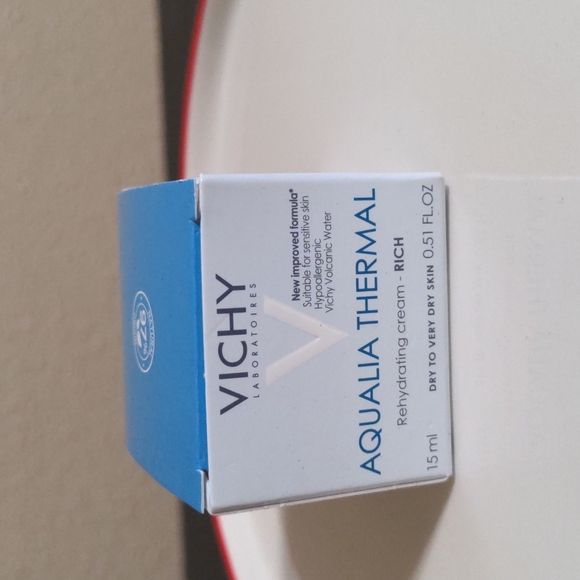 VICHY
LABORATOIRES
New improved formula*
Suitable for sensitive skin
Hypoallergenic
Vichy Volcanic Water
AQUALIA THERMAL
Rehydrating cream - RICH
15 ml DRY TO VERY DRY SKIN 0.51 FL.OZ